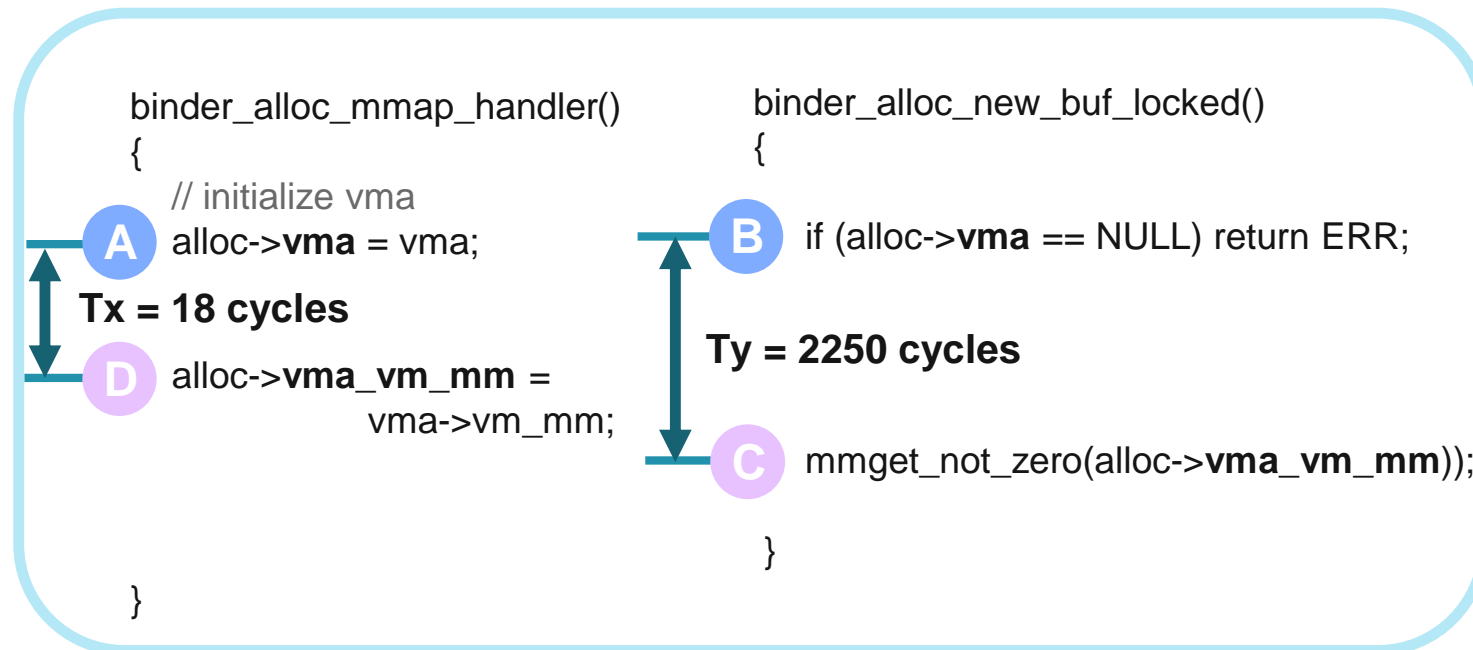 binder_alloc_mmap_handler()
{
// initialize vma
A alloc->vma = vma;
Tx = 18 cycles
D alloc->vma_vm_mm =
vma->vm_mm;
}
binder_alloc_new_buf_locked()
{
B if (alloc->vma == NULL) return ERR;
Ty = 2250 cycles
C mmget_not_zero(alloc->vma_vm_mm));
}